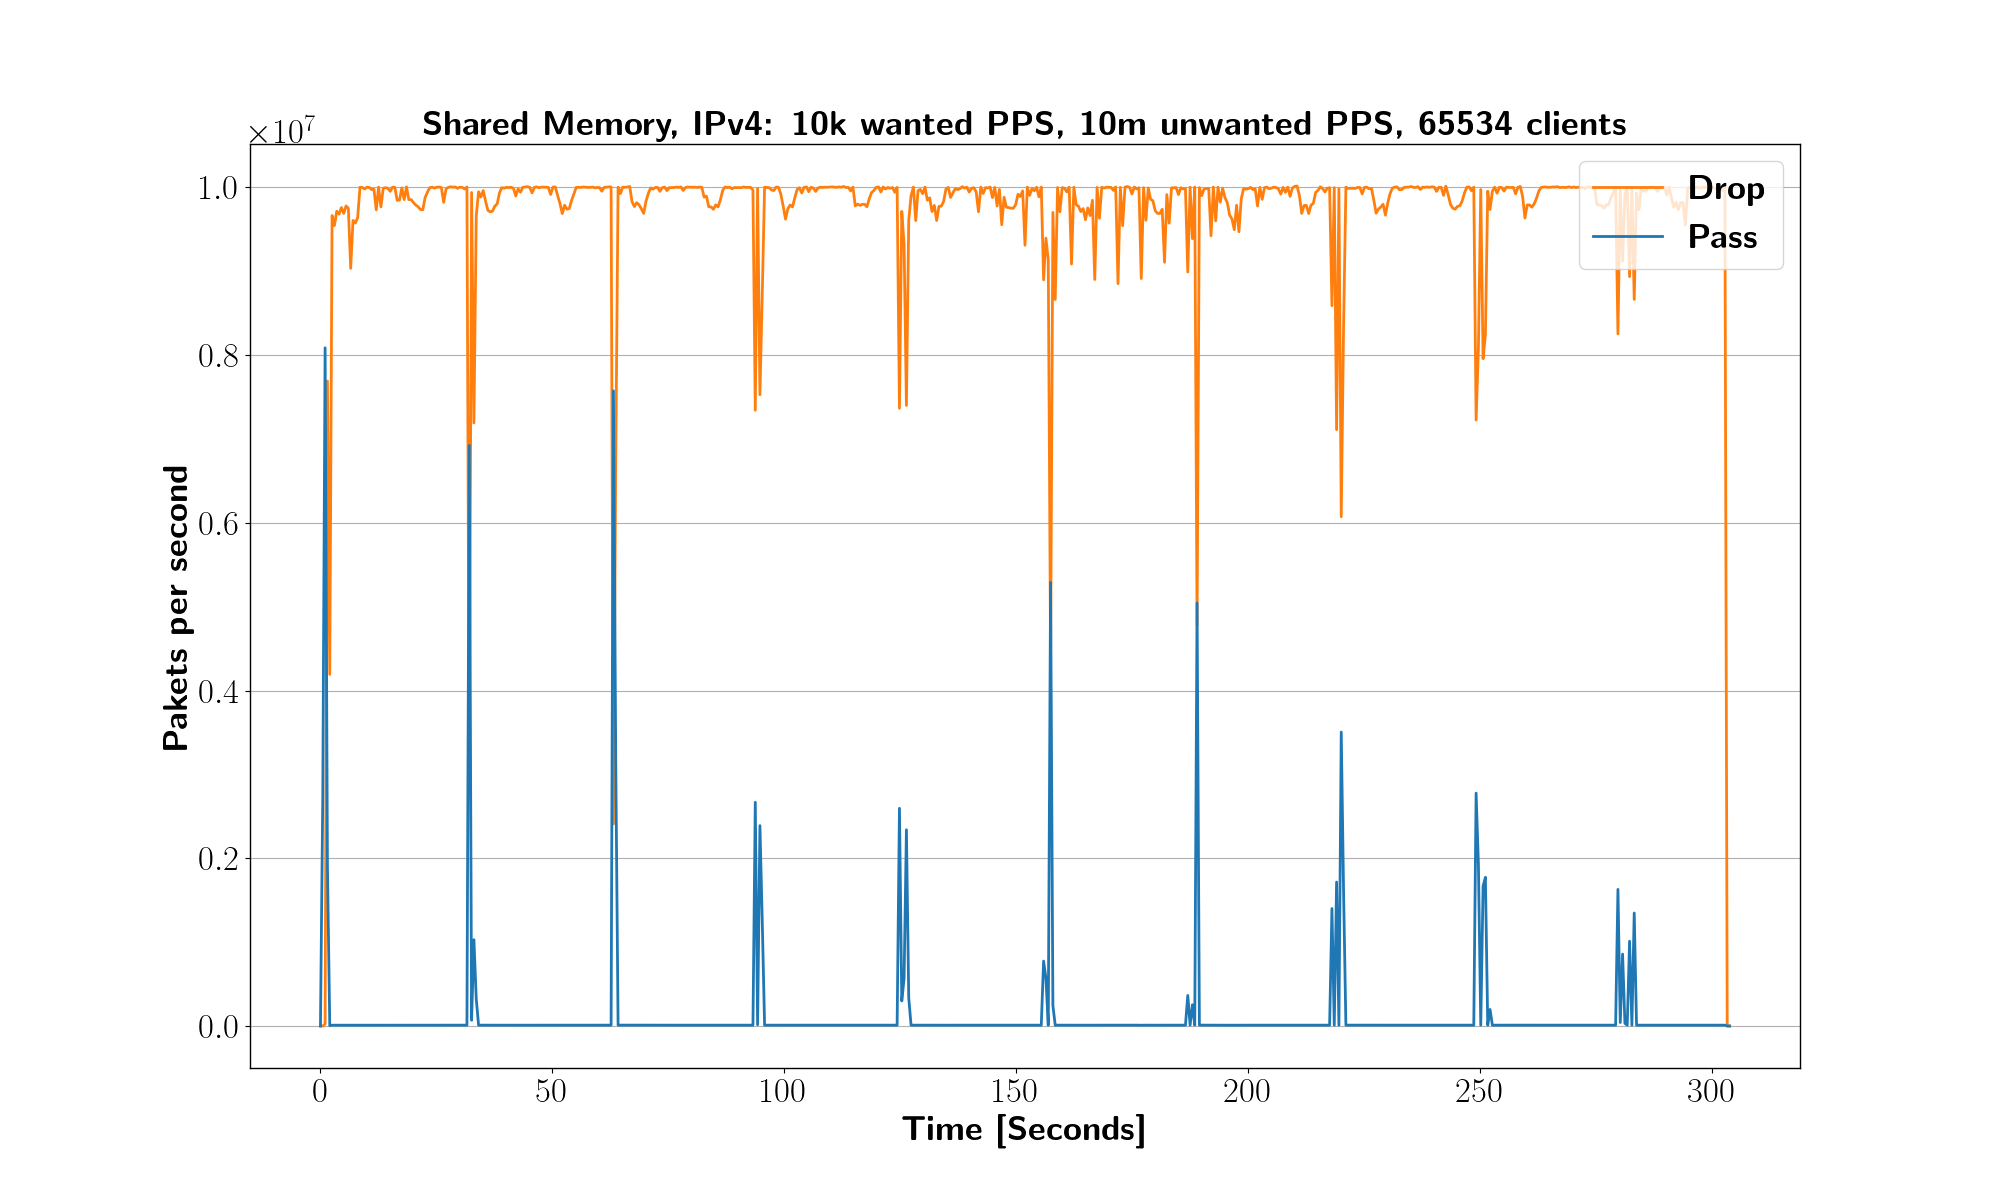 Shared Memory, IPv4: 10k wanted PPS, 10m unwanted PPS, 65534 clients
×10⁷
1.0
0.8
0.6
0.4
0.2
0.0
Pakets per second
Drop
Pass
0 50 100 150 200 250 300
Time [Seconds]